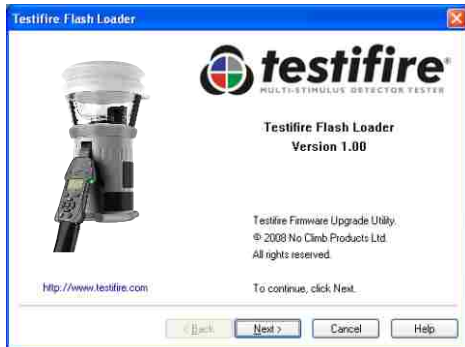 Testifire Flash Loader
testifire®
MULTI-STIMULUS DETECTOR TESTER
Testifire Flash Loader
Version 1.00
Testifire Firmware Upgrade Utility.
© 2008 No Climb Products Ltd.
All rights reserved.
http://www.testifire.com
To continue, click Next.
< Back
Next >
Cancel
Help